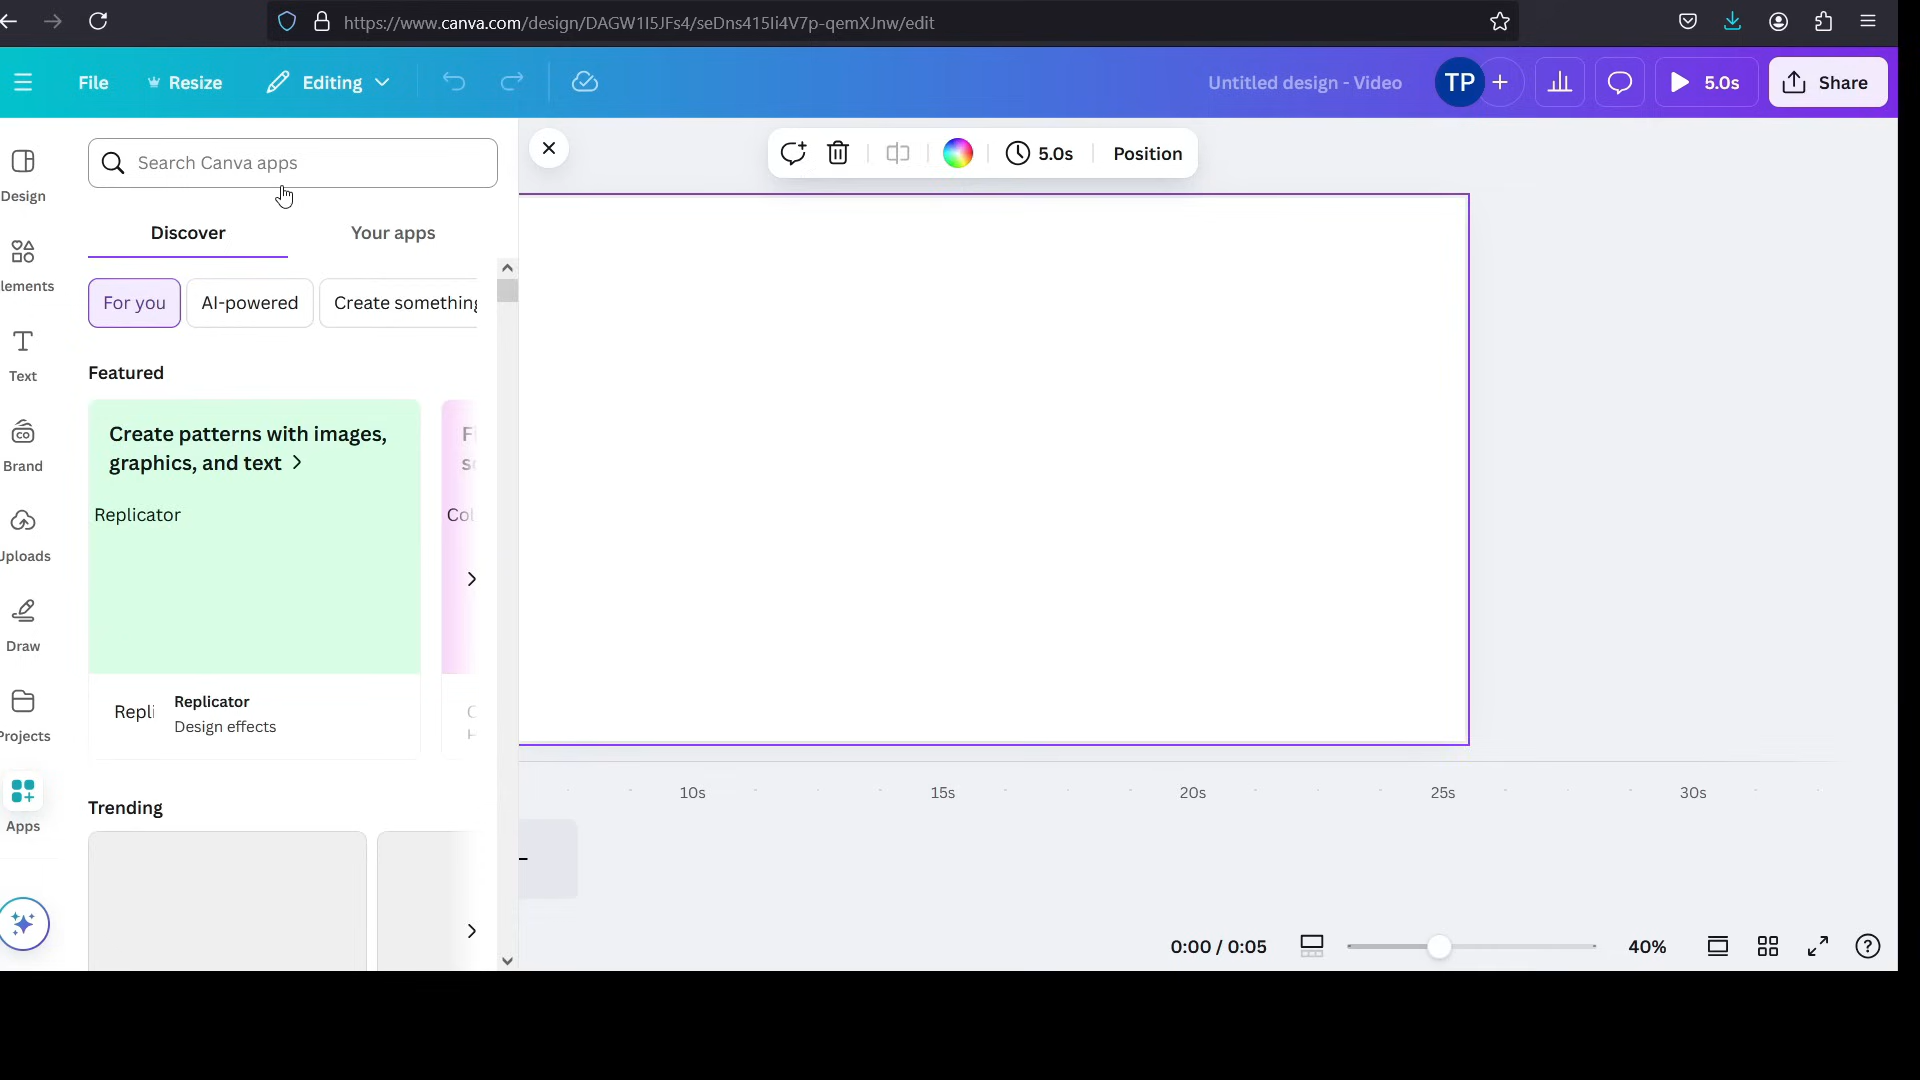 https://www.canva.com/design/DAGW1I5JFs4/seDns415Ii4V7p-qemXJnw/edit
File
Resize
Editing
Untitled design - Video
TP
5.0s
Share
Search Canva apps
5.0s
Position
Design
Discover
Your apps
lements
For you
AI-powered
Create something
Text
Featured
Create patterns with images,
graphics, and text
Brand
Replicator
Col
Uploads
Draw
Repli
Replicator
Design effects
Projects
10s
15s
20s
25s
30s
Trending
Apps
0:00 / 0:05
40%